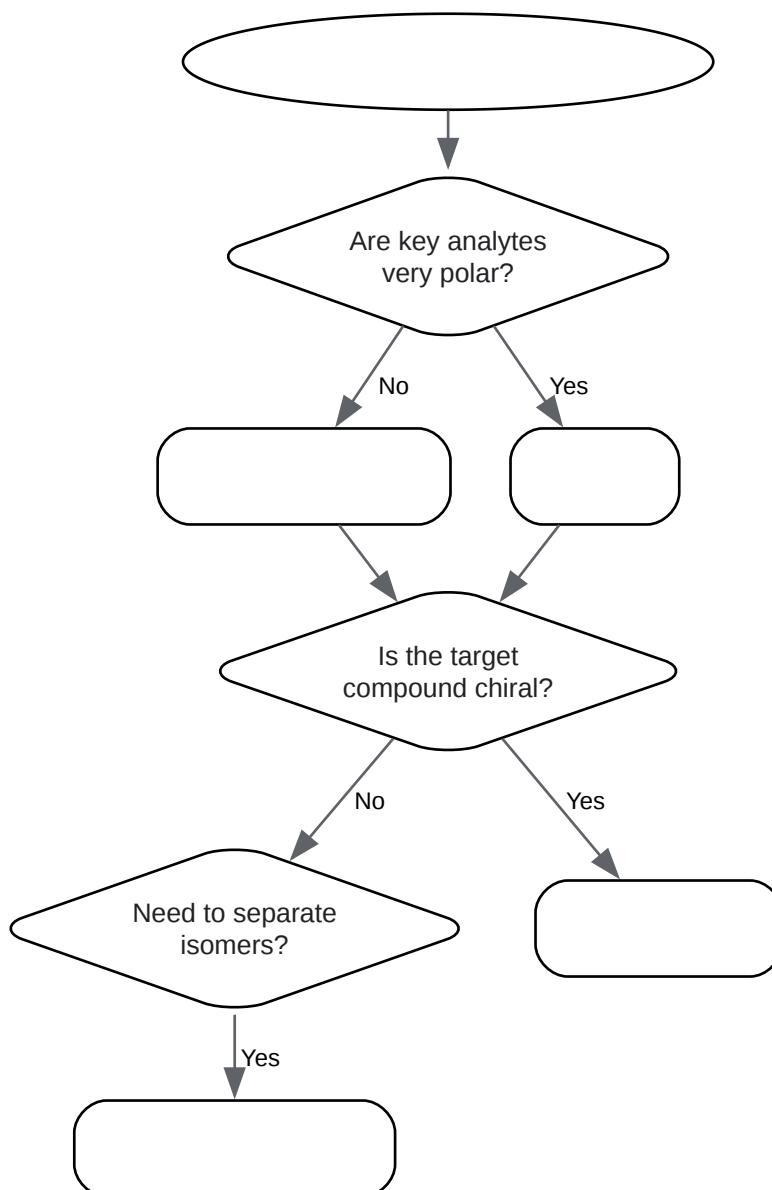 Are key analytes
very polar?
No
Yes
Is the target
compound chiral?
No
Yes
Need to separate
isomers?
Yes